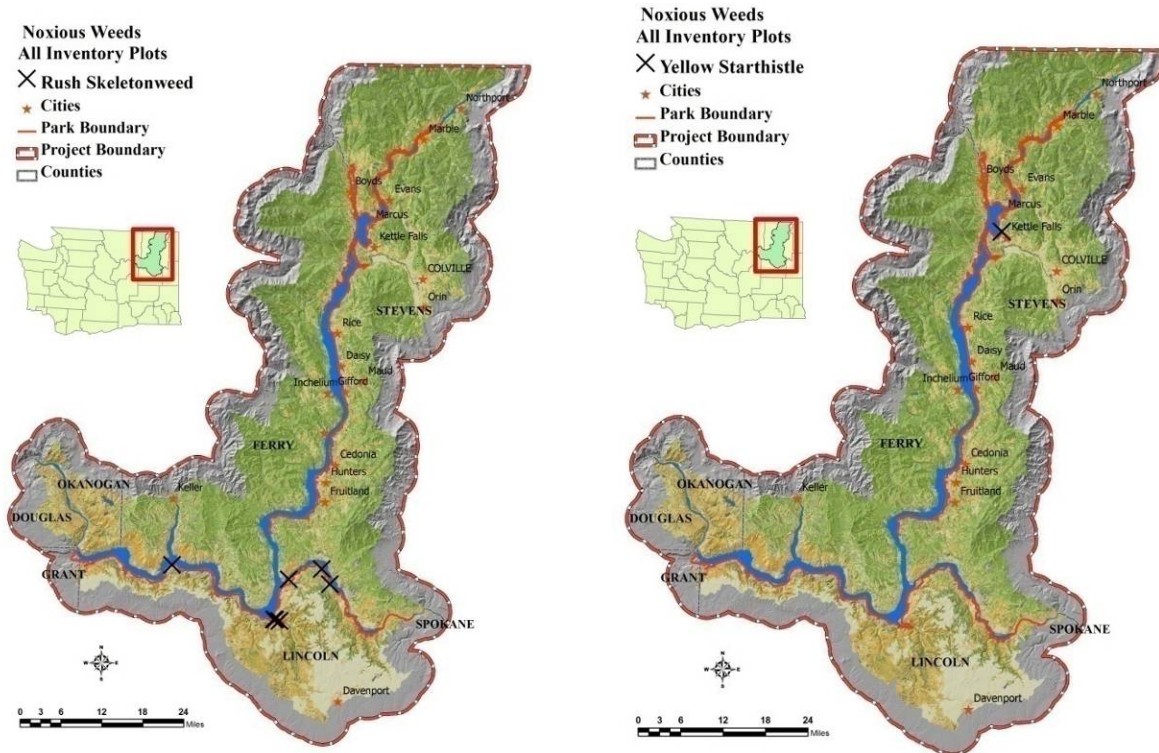 Noxious Weeds
All Inventory Plots
Rush Skeletonweed
Cities
Park Boundary
Project Boundary
Counties
Northport
Marble
Boyds
Evans
Marcus
Kettle Falls
COLVILLE
Orin
STEVENS
Rice
Daisy
Maud
Inchelium
Gifford
FERRY
Cedonia
Hunters
Fruitland
Keller
OKANOGAN
DOUGLAS
GRANT
SPOKANE
LINCOLN
Davenport
N
W E
S
0 3 6 12 18 24
Miles
Noxious Weeds
All Inventory Plots
Yellow Starthistle
Cities
Park Boundary
Project Boundary
Counties
Northport
Marble
Boyds
Evans
Marcus
Kettle Falls
COLVILLE
Orin
STEVENS
Rice
Daisy
Maud
Inchelium
Gifford
FERRY
Cedonia
Hunters
Fruitland
Keller
OKANOGAN
DOUGLAS
GRANT
SPOKANE
LINCOLN
Davenport
N
W E
S
0 3 6 12 18 24
Miles